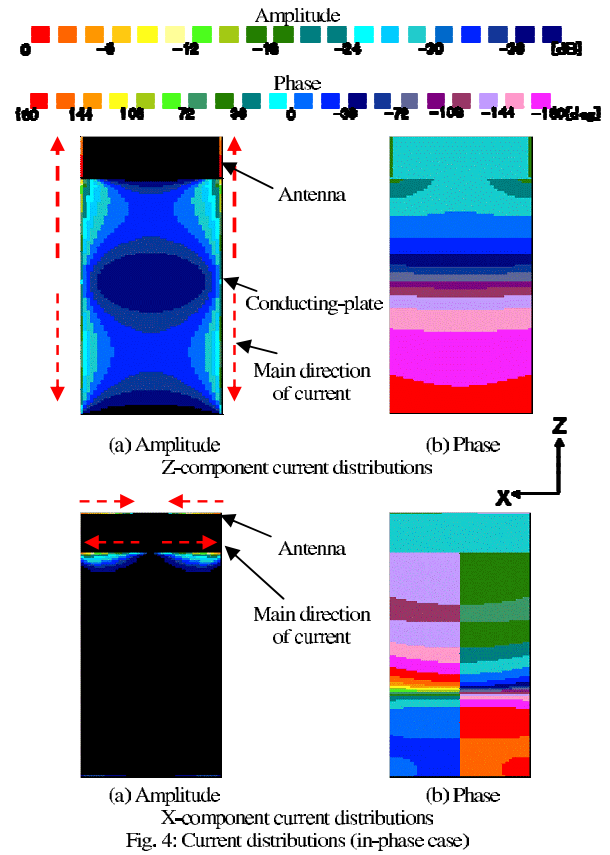 Amplitude
0 -6 -12 -18 -24 -30 -36 [dB]
Phase
180 144 108 72 36 0 -36 -72 -108 -144 -180[deg]
Antenna
Conducting-plate
Main direction
of current
(a) Amplitude (b) Phase
Z-component current distributions
Z
X
Antenna
Main direction
of current
(a) Amplitude (b) Phase
X-component current distributions
Fig. 4: Current distributions (in-phase case)